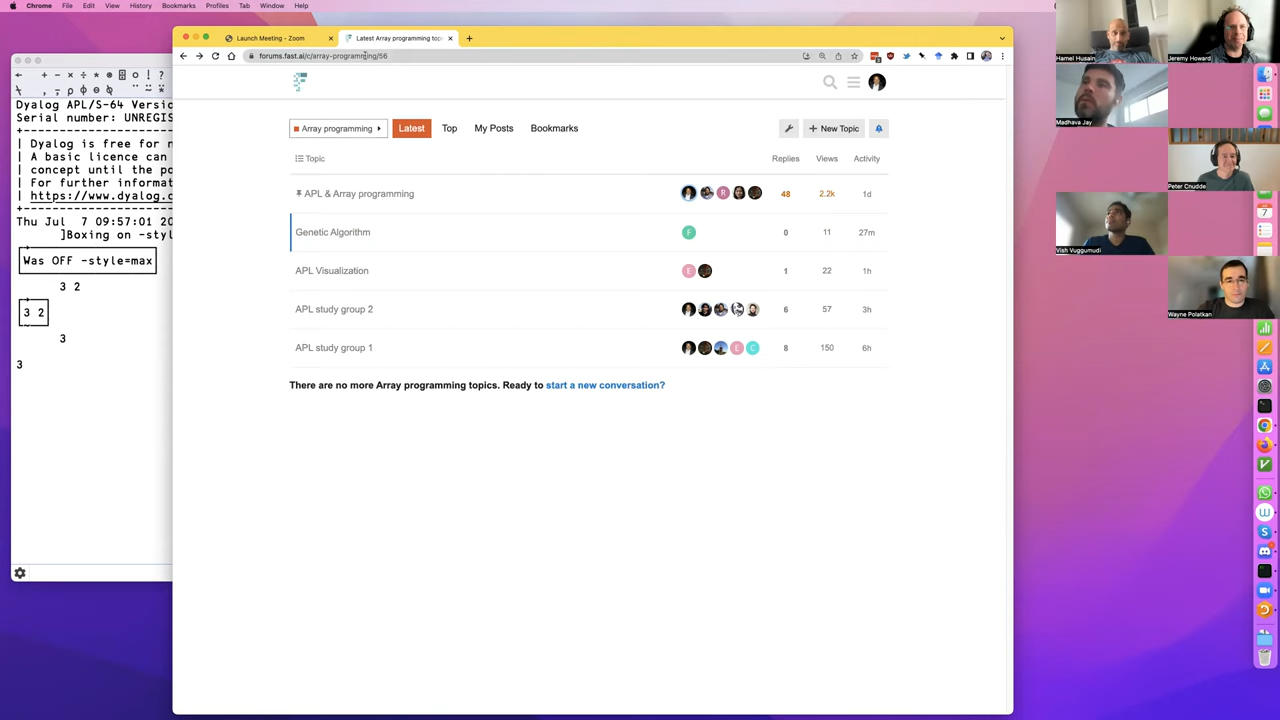 Chrome File Edit View History Bookmarks Profiles Tab Window Help
Launch Meeting - Zoom
Latest Array programming topi
forums.fast.ai/c/array-programming/56
Array programming
Latest
Top
My Posts
Bookmarks
New Topic
Topic
Replies
Views
Activity
APL & Array programming
R
48
2.2k
1d
Genetic Algorithm
F
0
11
27m
APL Visualization
E
1
22
1h
APL study group 2
6
57
3h
APL study group 1
E
C
8
150
6h
There are no more Array programming topics. Ready to start a new conversation?
Dyalog APL/S-64 Versio
Serial number: UNREGIS
| Dyalog is free for n
| A basic licence can
| concept until the po
| For further informat
| https://www.dyalog.c
Thu Jul 7 09:57:01 20
]Boxing on -styl
Was OFF -style=max
3 2
3 2
3
3
Hamel Husain
Jeremy Howard
Madhava Jay
Peter Cnudde
Vish Vuggumudi
Wayne Polatkan